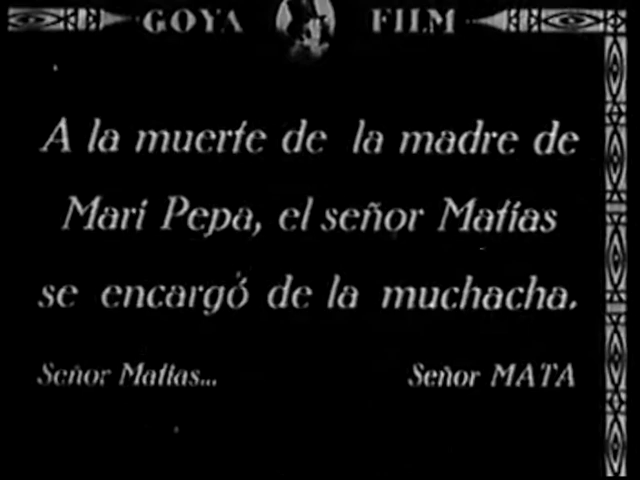 GOYA FILM
A la muerte de la madre de
Mari Pepa, el señor Matías
se encargó de la muchacha.
Señor Matías... Señor MATA